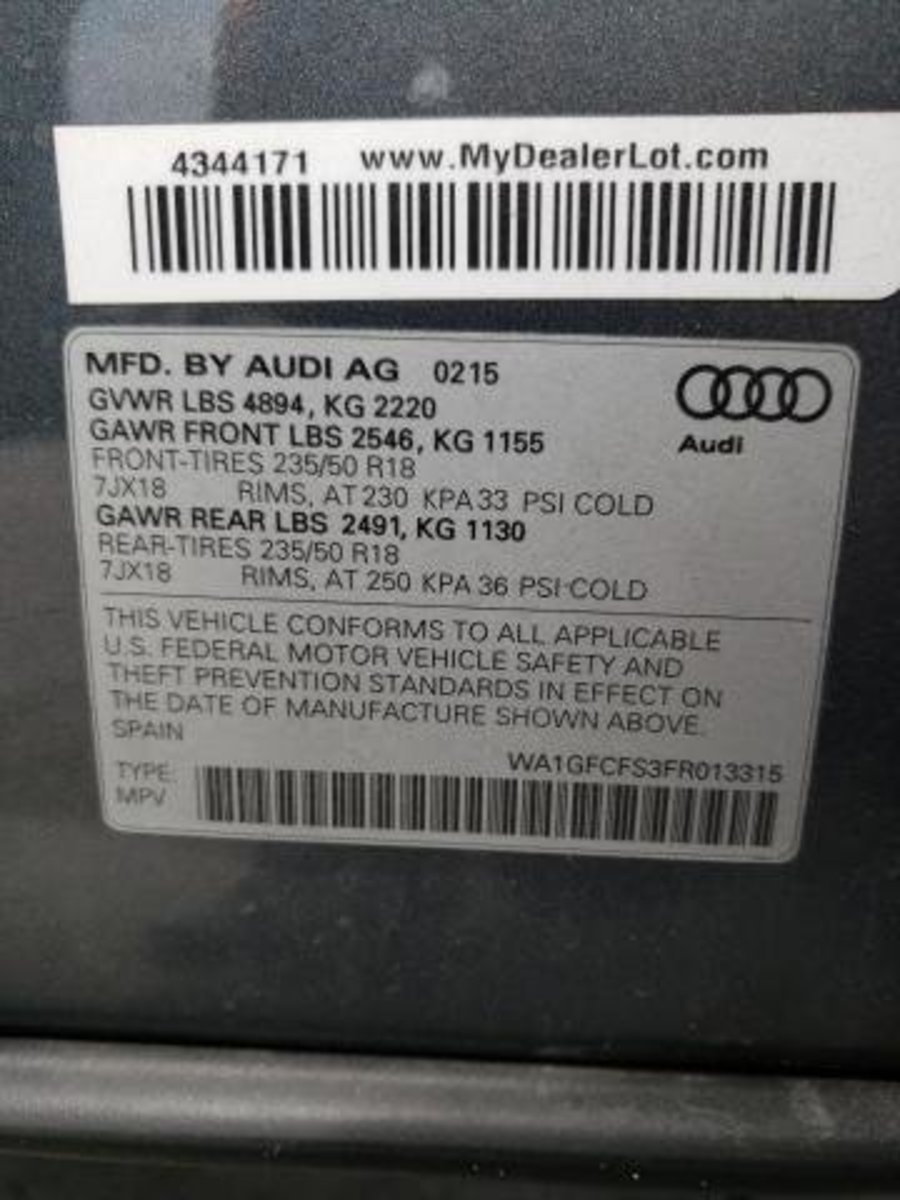 4344171 www.MyDealerLot.com
MFD. BY AUDI AG 0215
GVWR LBS 4894, KG 2220
GAWR FRONT LBS 2546, KG 1155
FRONT-TIRES 235/50 R18
7JX18 RIMS, AT 230 KPA 33 PSI COLD
GAWR REAR LBS 2491, KG 1130
REAR-TIRES 235/50 R18
7JX18 RIMS, AT 250 KPA 36 PSI COLD
Audi
THIS VEHICLE CONFORMS TO ALL APPLICABLE
U.S. FEDERAL MOTOR VEHICLE SAFETY AND
THEFT PREVENTION STANDARDS IN EFFECT ON
THE DATE OF MANUFACTURE SHOWN ABOVE.
SPAIN
WA1GFCFS3FR013315
TYPE:
MPV